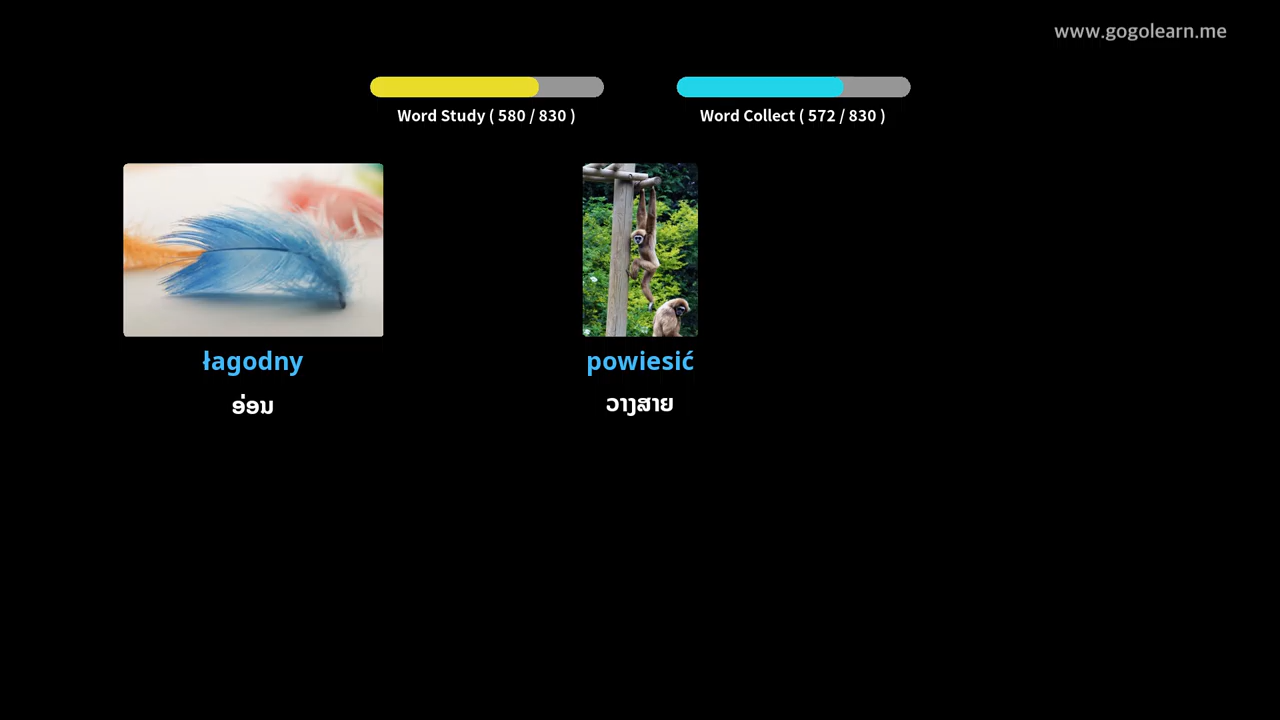 www.gogolearn.me
Word Study ( 580 / 830 )
Word Collect ( 572 / 830 )
łagodny
ອ່ອນ
powiesić
ວາງສາຍ